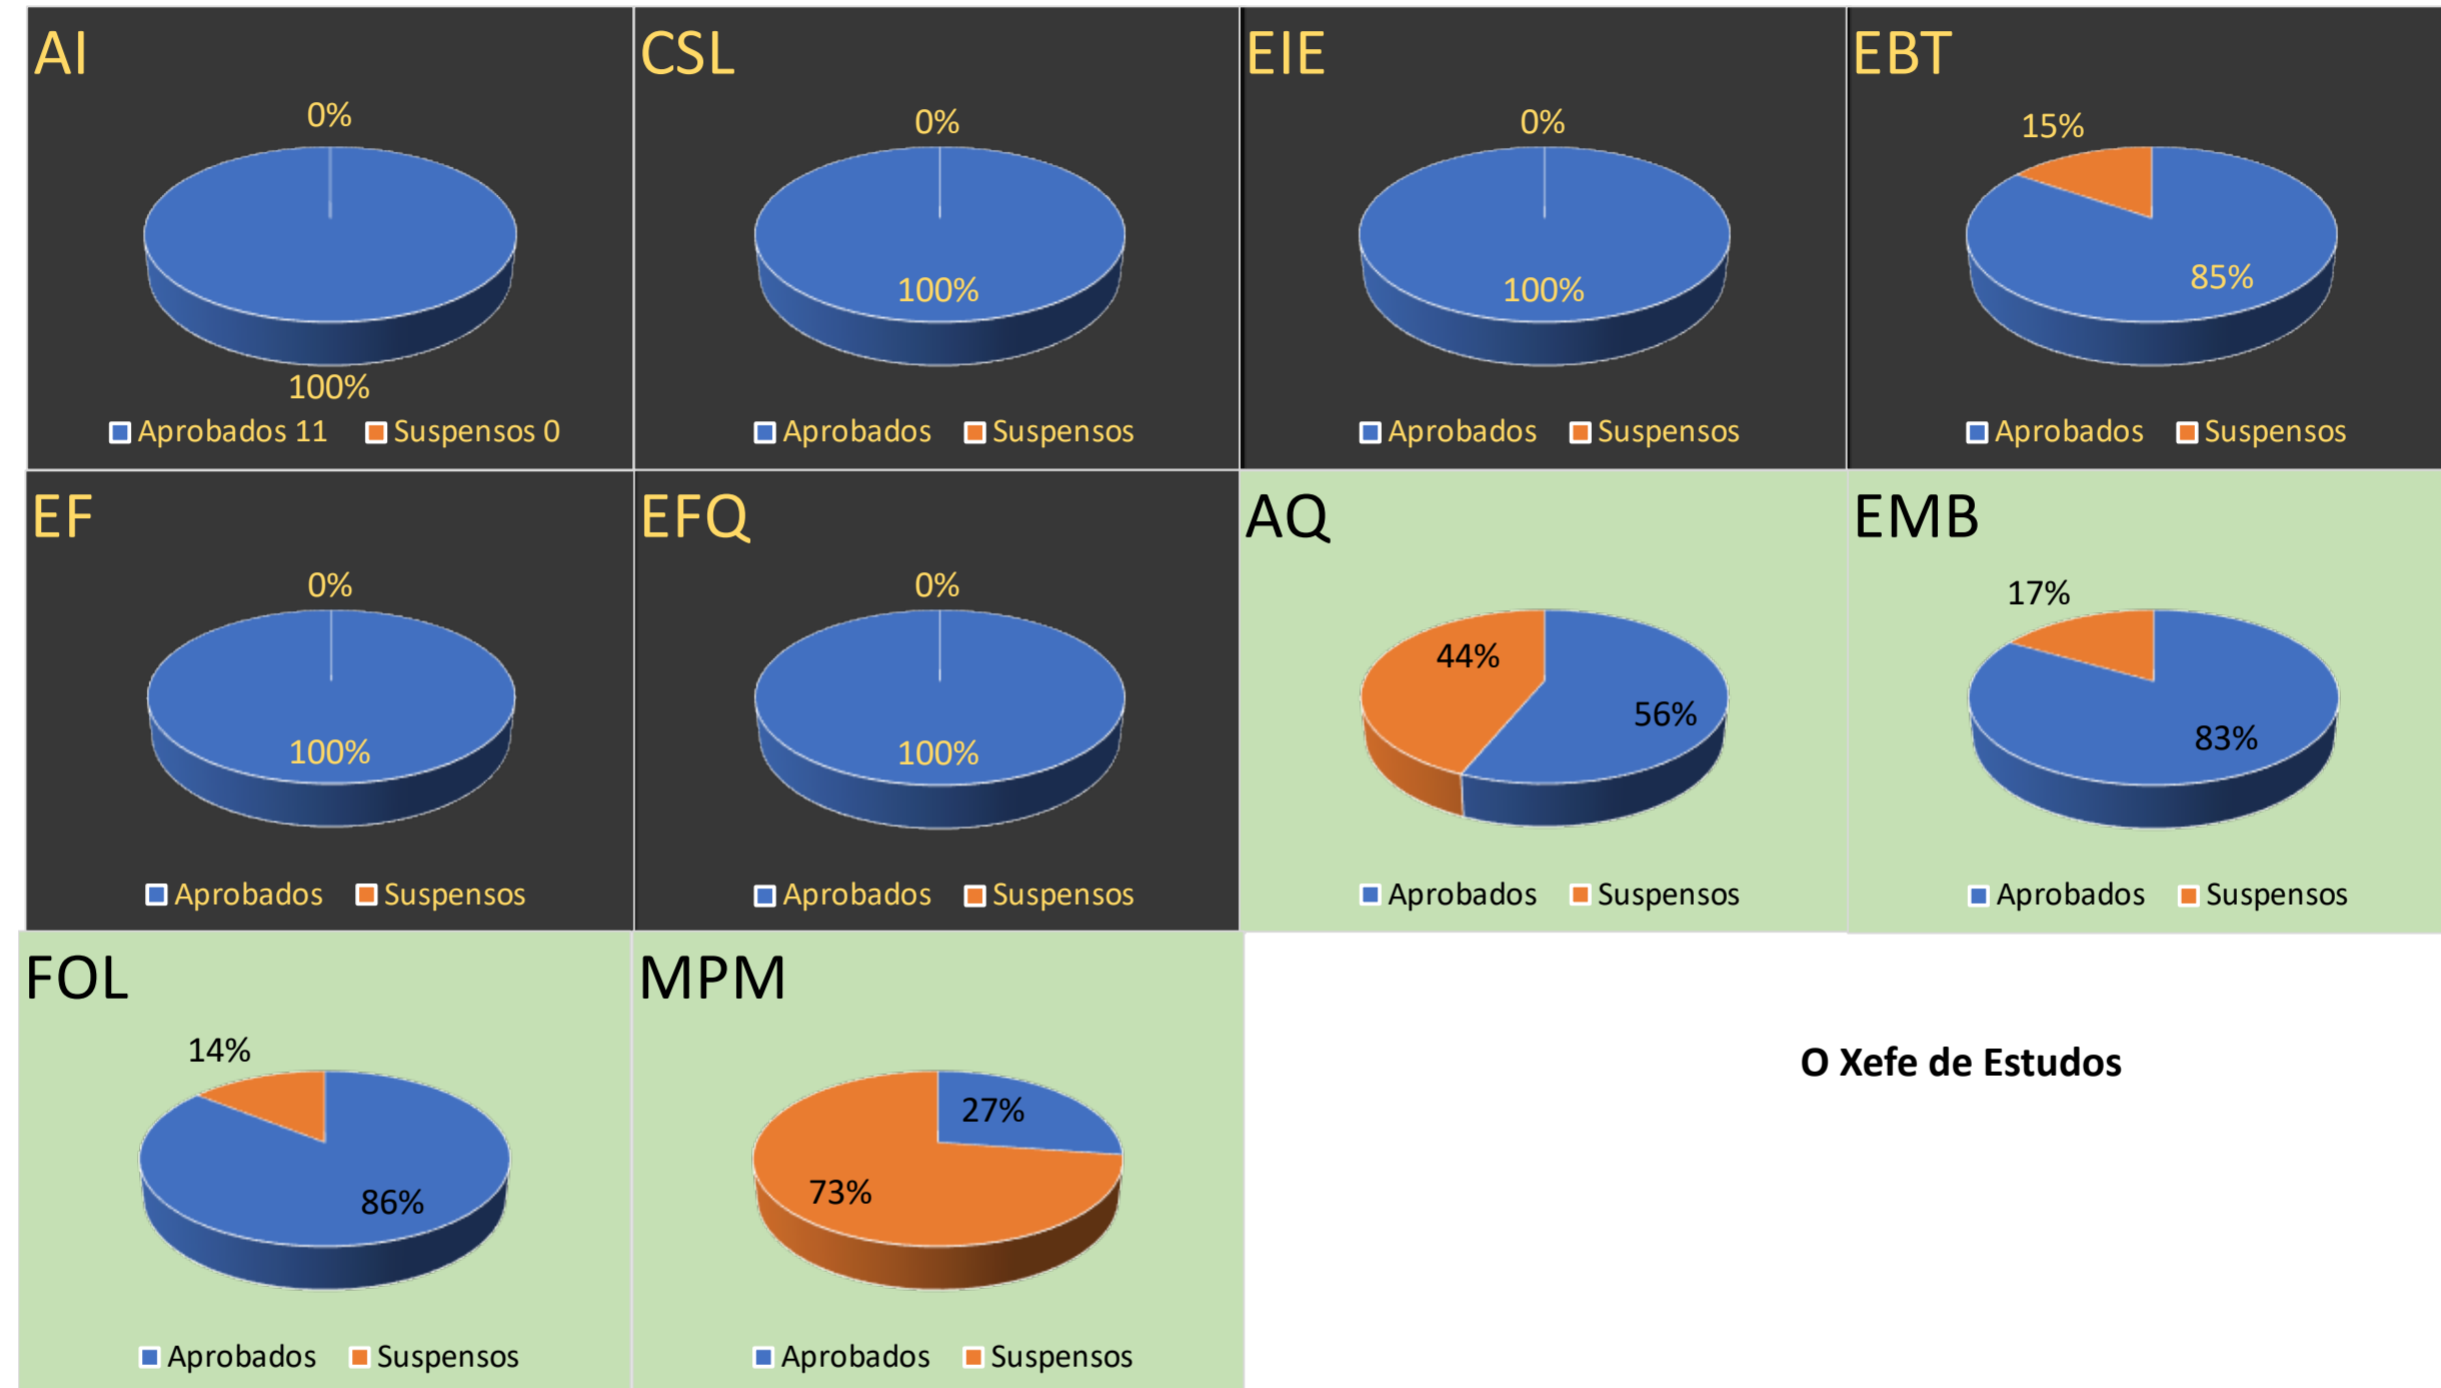 AI
0%
100%
Aprobados 11 Suspensos 0
CSL
0%
100%
Aprobados Suspensos
EIE
0%
100%
Aprobados Suspensos
EBT
15%
85%
Aprobados Suspensos
EF
0%
100%
Aprobados Suspensos
EFQ
0%
100%
Aprobados Suspensos
AQ
44%
56%
Aprobados Suspensos
EMB
17%
83%
Aprobados Suspensos
FOL
14%
86%
Aprobados Suspensos
MPM
27%
73%
Aprobados Suspensos
O Xefe de Estudos